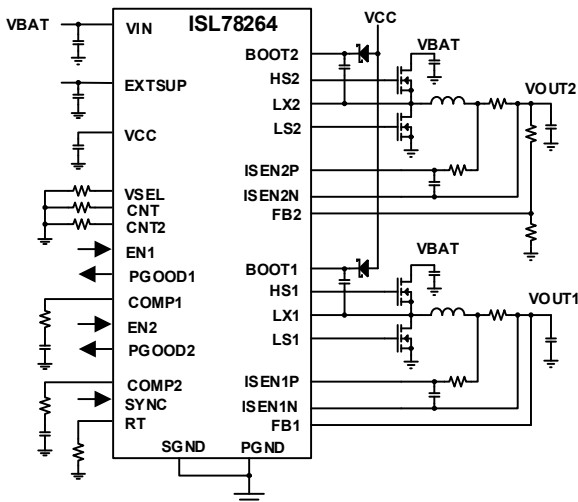 ISL78264
VCC
VBAT
VIN
EXTSUP
VCC
VSEL
CNT
CNT2
EN1
PGOOD1
COMP1
EN2
PGOOD2
COMP2
SYNC
RT
SGND
PGND
BOOT2
HS2
LX2
LS2
ISEN2P
ISEN2N
FB2
BOOT1
HS1
LX1
LS1
ISEN1P
ISEN1N
FB1
VBAT
VOUT2
VBAT
VOUT1